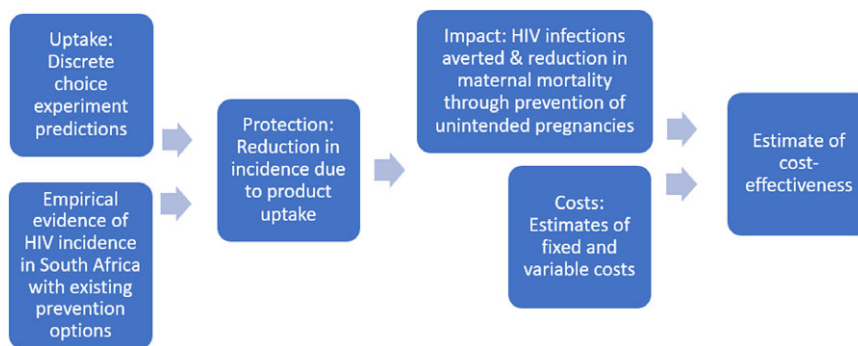 Uptake:
Discrete
choice
experiment
predictions
Empirical
evidence of
HIV incidence
in South Africa
with existing
prevention
options
Protection:
Reduction in
incidence due
to product
uptake
Impact: HIV infections
averted & reduction in
maternal mortality
through prevention of
unintended pregnancies
Costs:
Estimates of
fixed and
variable costs
Estimate of
cost-
effectiveness